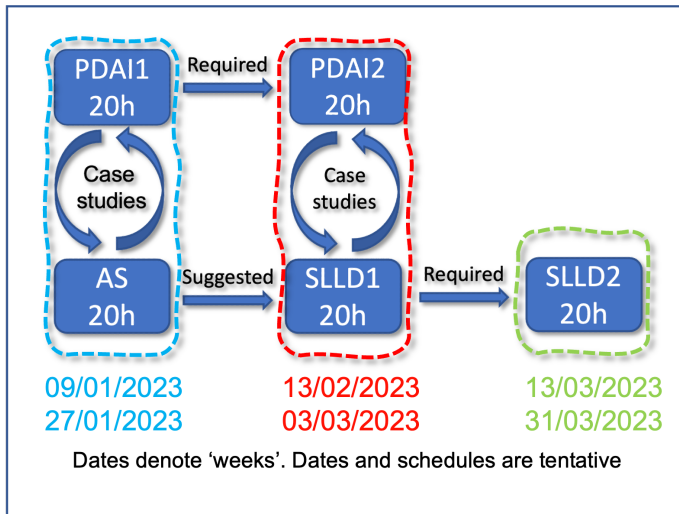 PDAI1
20h
Required
PDAI2
20h
Case
studies
Case
studies
AS
20h
Suggested
SLLD1
20h
Required
SLLD2
20h
09/01/2023
27/01/2023
13/02/2023
03/03/2023
13/03/2023
31/03/2023
Dates denote ‘weeks’. Dates and schedules are tentative